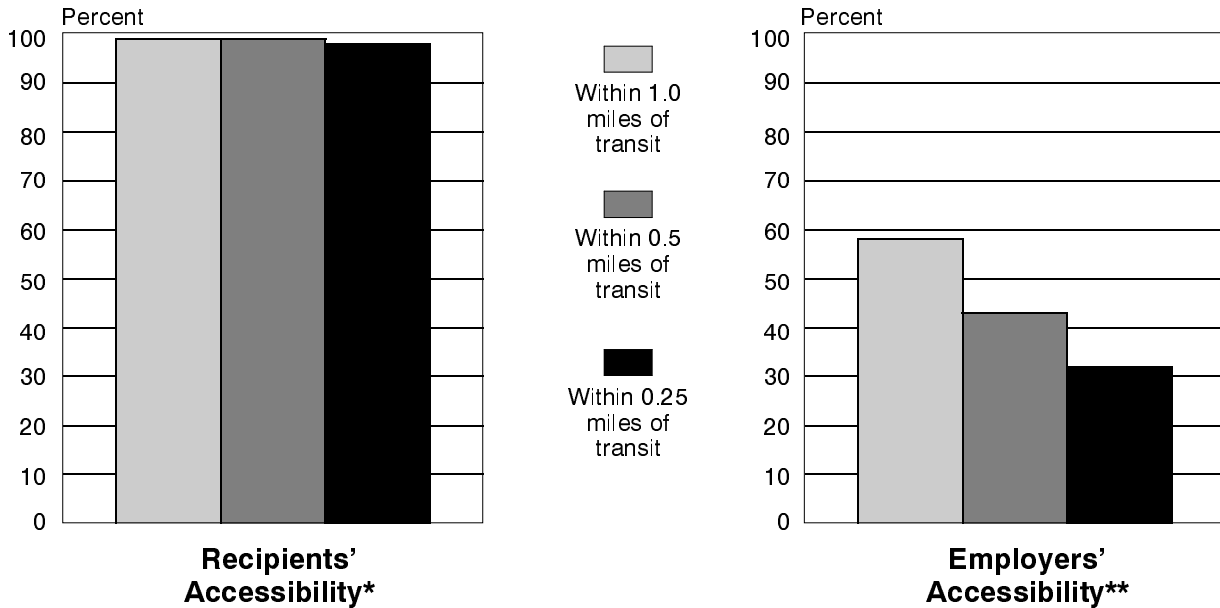 Percent
100
90
80
70
60
50
40
30
20
10
0
Recipients’
Accessibility*
Within 1.0
miles of
transit
Within 0.5
miles of
transit
Within 0.25
miles of
transit
Percent
100
90
80
70
60
50
40
30
20
10
0
Employers’
Accessibility**